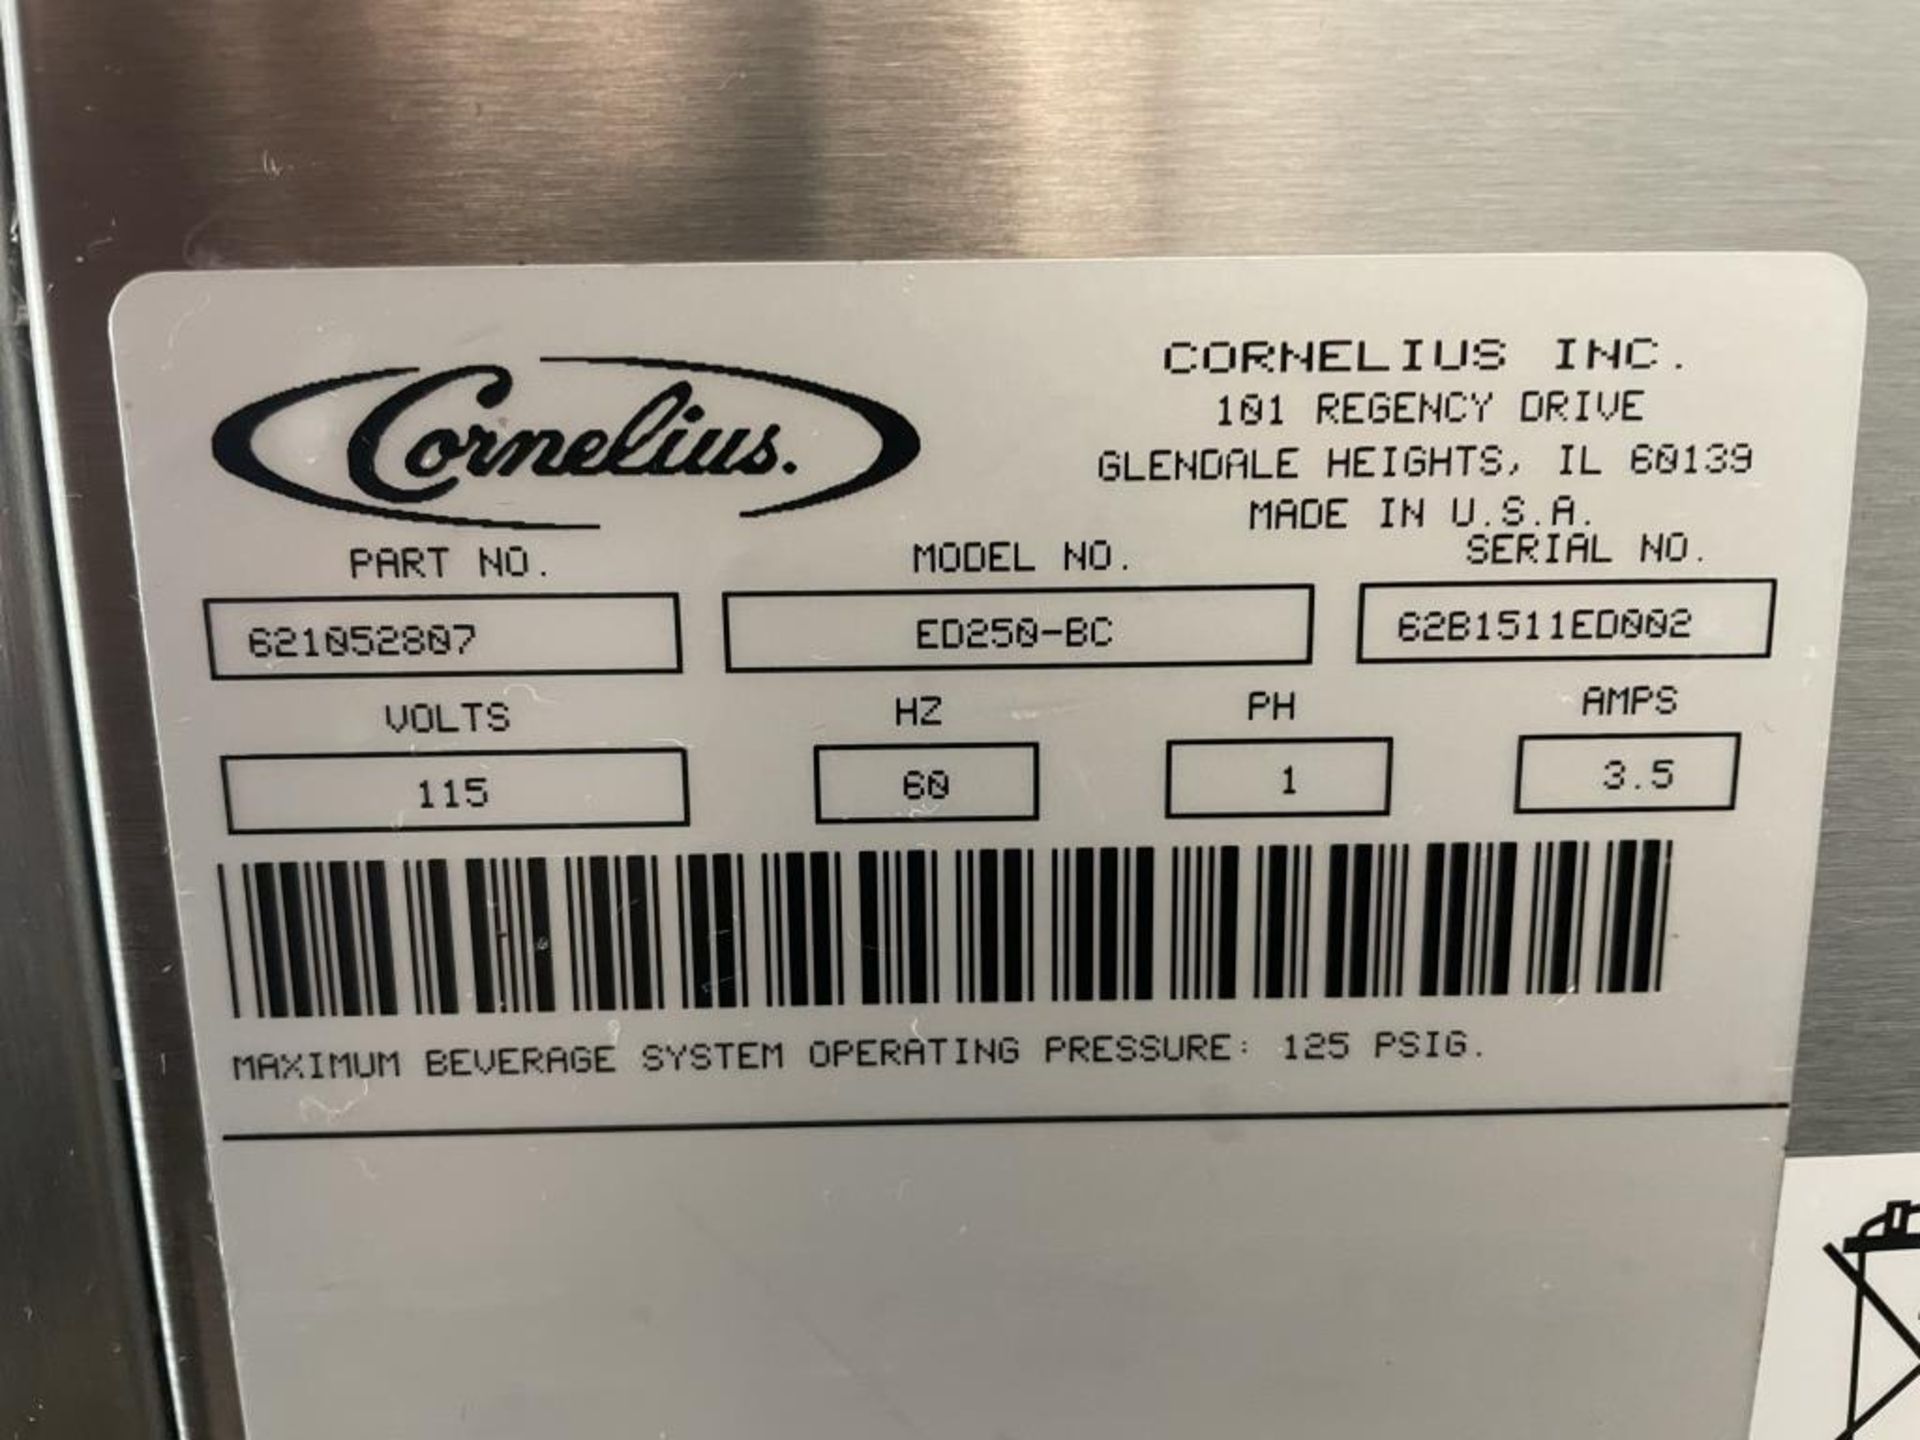 Cornelius.
CORNELIUS INC.
101 REGENCY DRIVE
GLENDALE HEIGHTS, IL 60139
MADE IN U.S.A.
PART NO. MODEL NO. SERIAL NO.
621052807 ED250-BC 62B1511ED002
VOLTS HZ PH AMPS
115 60 1 3.5
MAXIMUM BEVERAGE SYSTEM OPERATING PRESSURE: 125 PSIG.